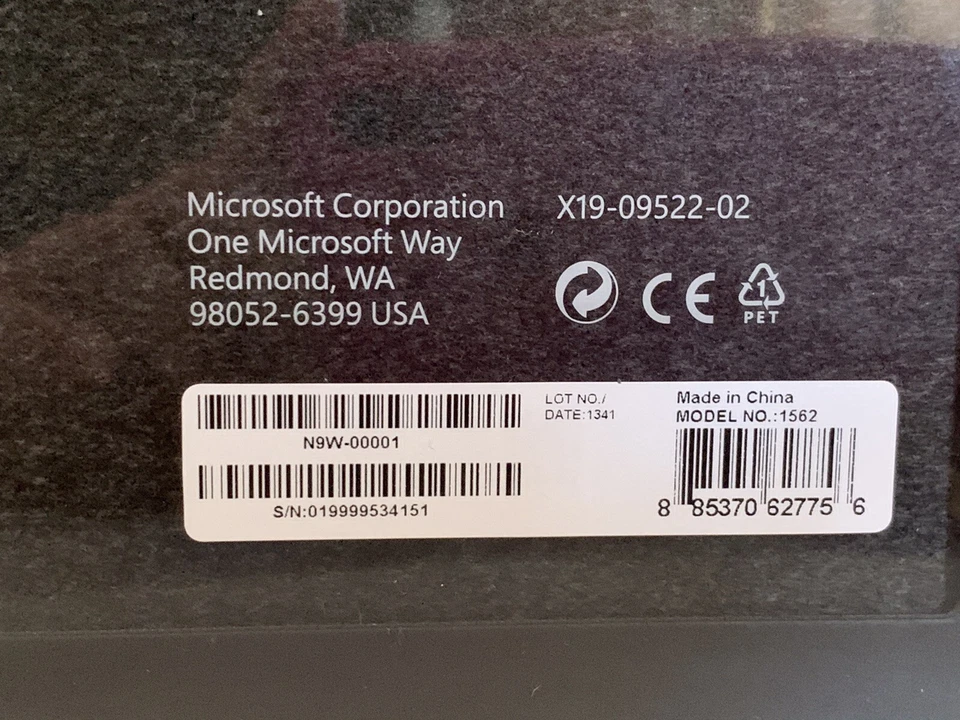 Microsoft Corporation
One Microsoft Way
Redmond, WA
98052-6399 USA
X19-09522-02
CE
1
PET
N9W-00001
S/N:019999534151
LOT NO./
DATE:1341
Made in China
MODEL NO.:1562
8 85370 62775 6